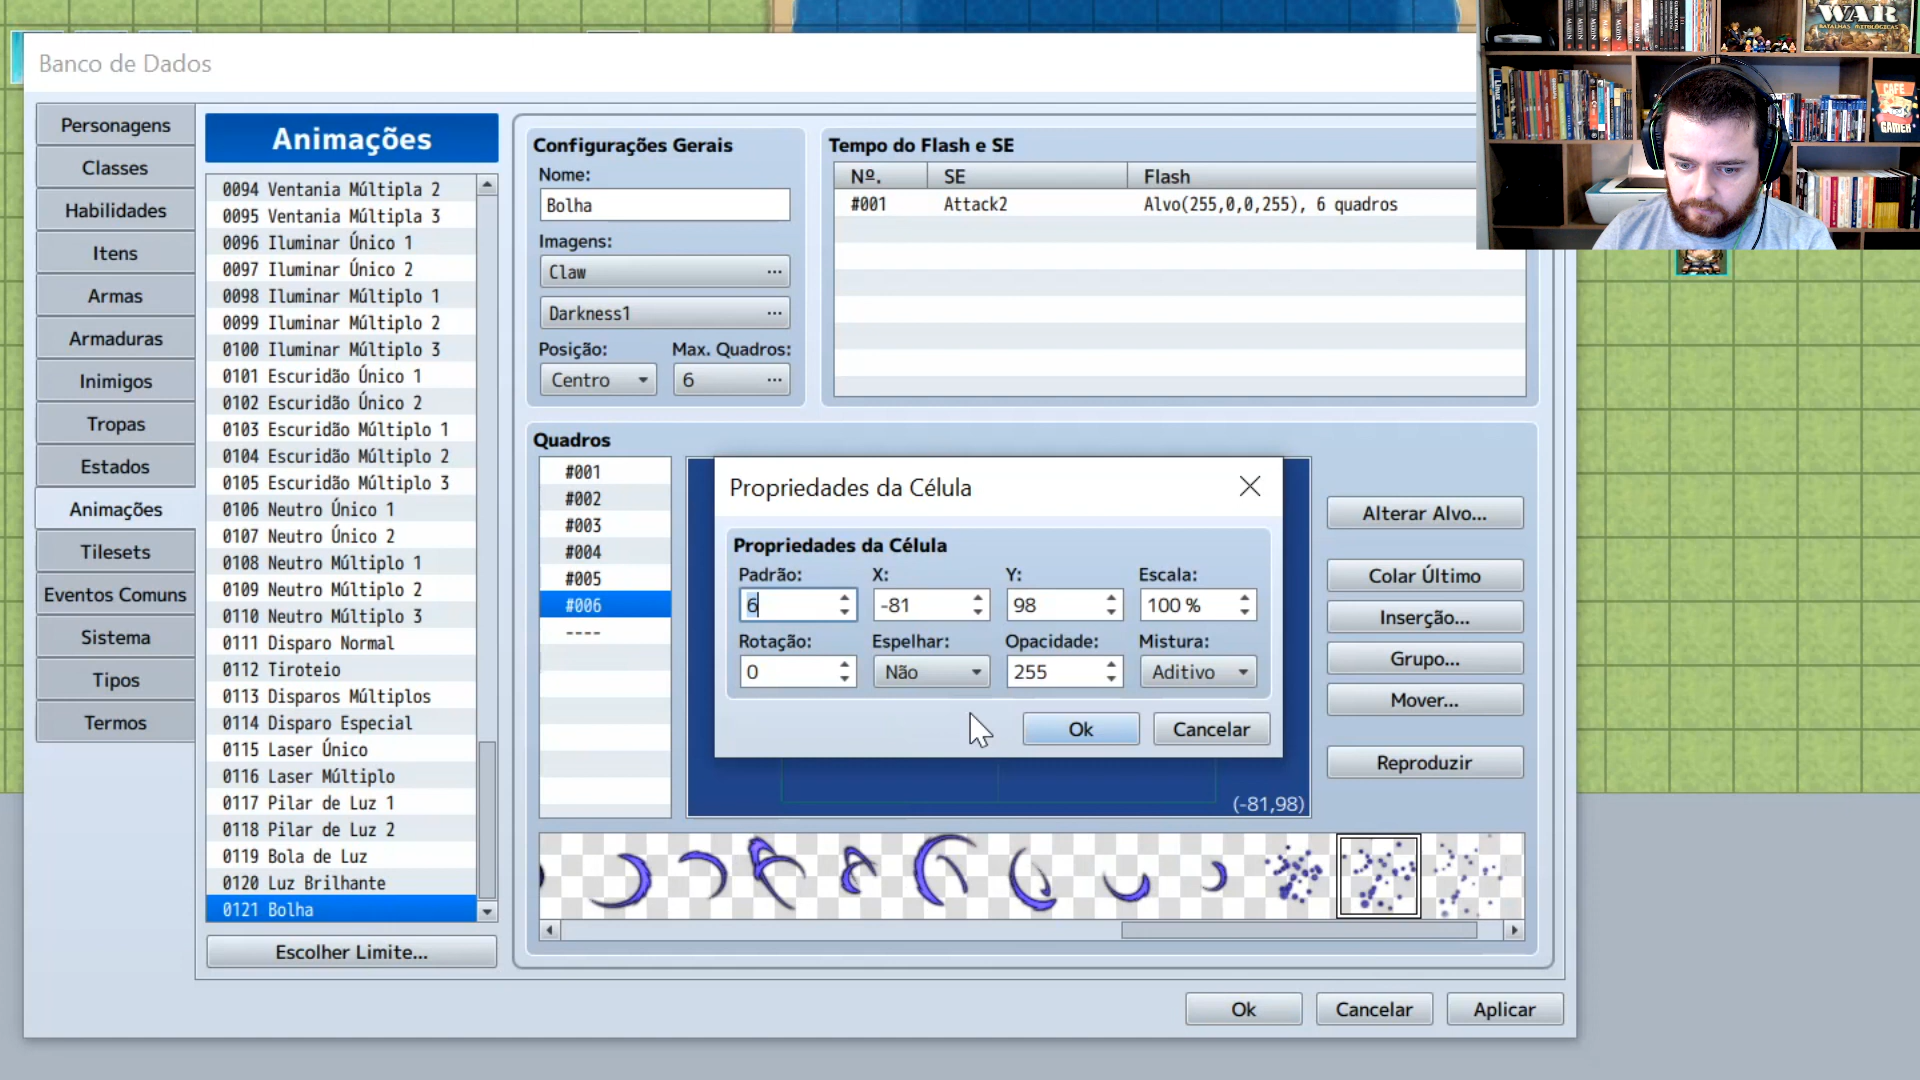 Banco de Dados
Personagens
Classes
Habilidades
Itens
Armas
Armaduras
Inimigos
Tropas
Estados
Animações
Tilesets
Eventos Comuns
Sistema
Tipos
Termos
Animações
0094 Ventania Múltipla 2
0095 Ventania Múltipla 3
0096 Iluminar Único 1
0097 Iluminar Único 2
0098 Iluminar Múltiplo 1
0099 Iluminar Múltiplo 2
0100 Iluminar Múltiplo 3
0101 Escuridão Único 1
0102 Escuridão Único 2
0103 Escuridão Múltiplo 1
0104 Escuridão Múltiplo 2
0105 Escuridão Múltiplo 3
0106 Neutro Único 1
0107 Neutro Único 2
0108 Neutro Múltiplo 1
0109 Neutro Múltiplo 2
0110 Neutro Múltiplo 3
0111 Disparo Normal
0112 Tiroteio
0113 Disparos Múltiplos
0114 Disparo Especial
0115 Laser Único
0116 Laser Múltiplo
0117 Pilar de Luz 1
0118 Pilar de Luz 2
0119 Bola de Luz
0120 Luz Brilhante
0121 Bolha
Escolher Limite...
Configurações Gerais
Nome:
Bolha
Imagens:
Claw ...
Darkness1 ...
Posição: Max. Quadros:
Centro 6 ...
Tempo do Flash e SE
Nº. SE Flash
#001 Attack2 Alvo(255,0,0,255), 6 quadros
Quadros
#001
#002
#003
#004
#005
#006
----
Propriedades da Célula
Propriedades da Célula
Padrão: X: Y: Escala:
6 -81 98 100 %
Rotação: Espelhar: Opacidade: Mistura:
0 Não 255 Aditivo
Ok Cancelar
(-81,98)
Alterar Alvo...
Colar Último
Inserção...
Grupo...
Mover...
Reproduzir
Ok Cancelar Aplicar
WAR
BATALHAS MITOLÓGICAS
CAFE
GAMER